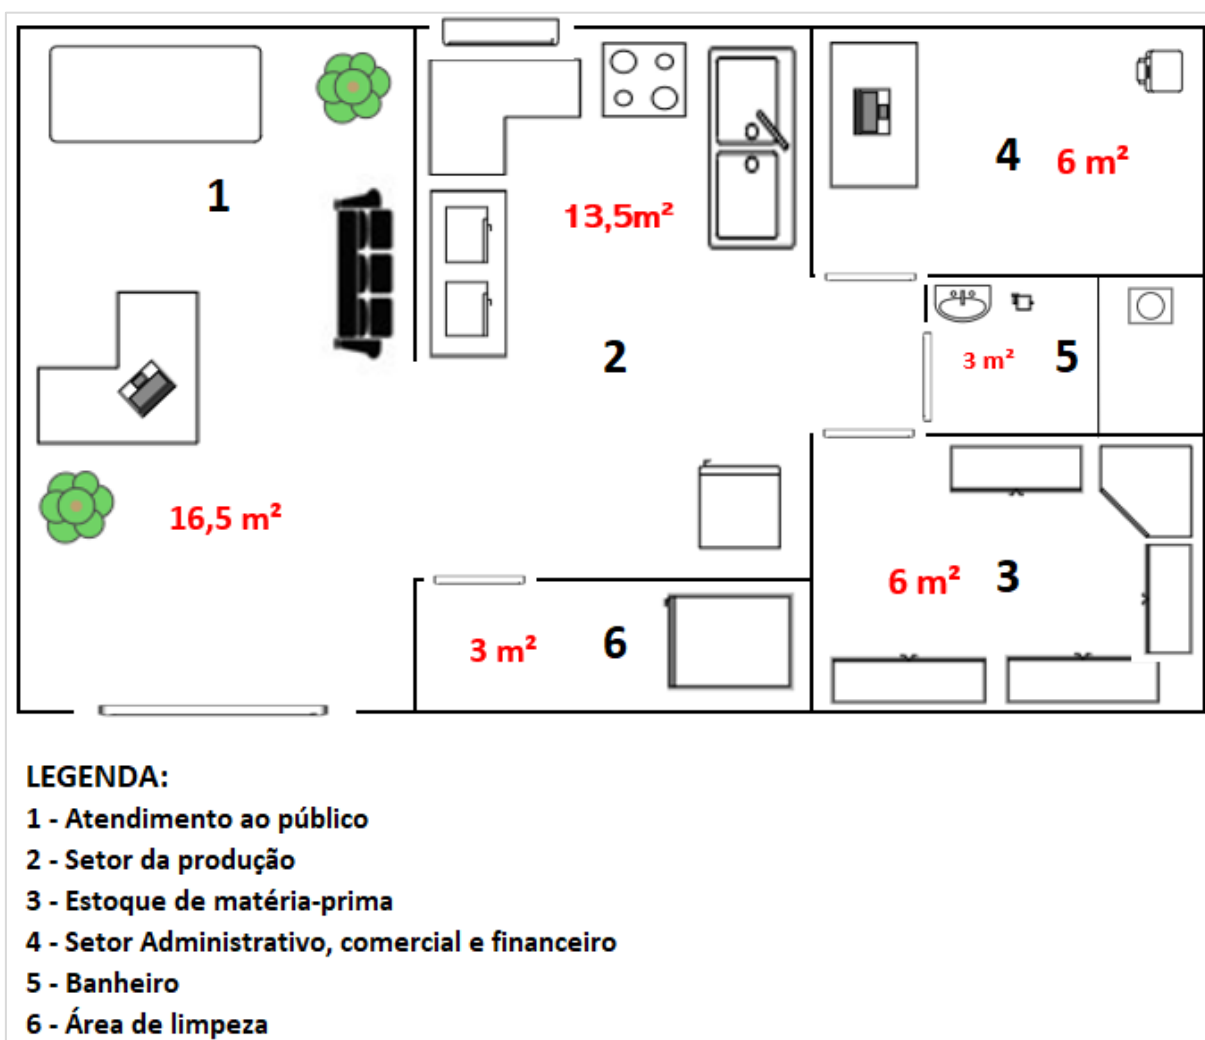 1
16,5 m²
13,5m²
2
4 6 m²
3 m² 5
6 m² 3
3 m² 6
LEGENDA:
1 - Atendimento ao público
2 - Setor da produção
3 - Estoque de matéria-prima
4 - Setor Administrativo, comercial e financeiro
5 - Banheiro
6 - Área de limpeza